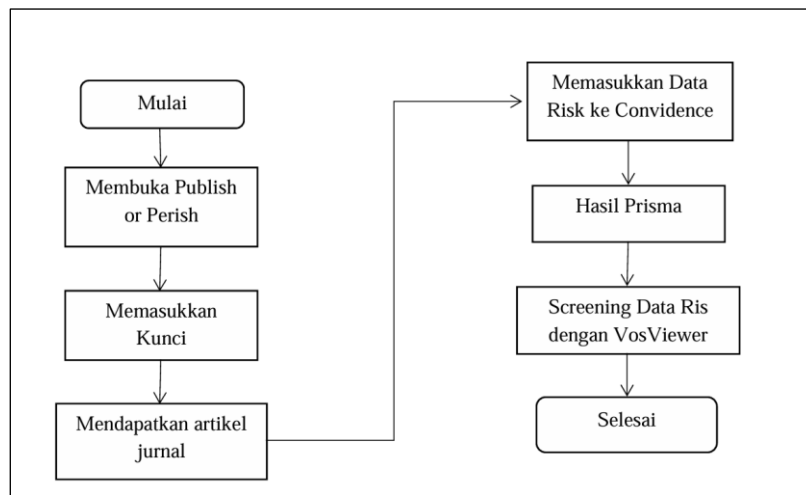 Mulai
Membuka Publish
or Perish
Memasukkan
Kunci
Mendapatkan artikel
jurnal
Memasukkan Data
Risk ke Convidence
Hasil Prisma
Screening Data Ris
dengan VosViewer
Selesai